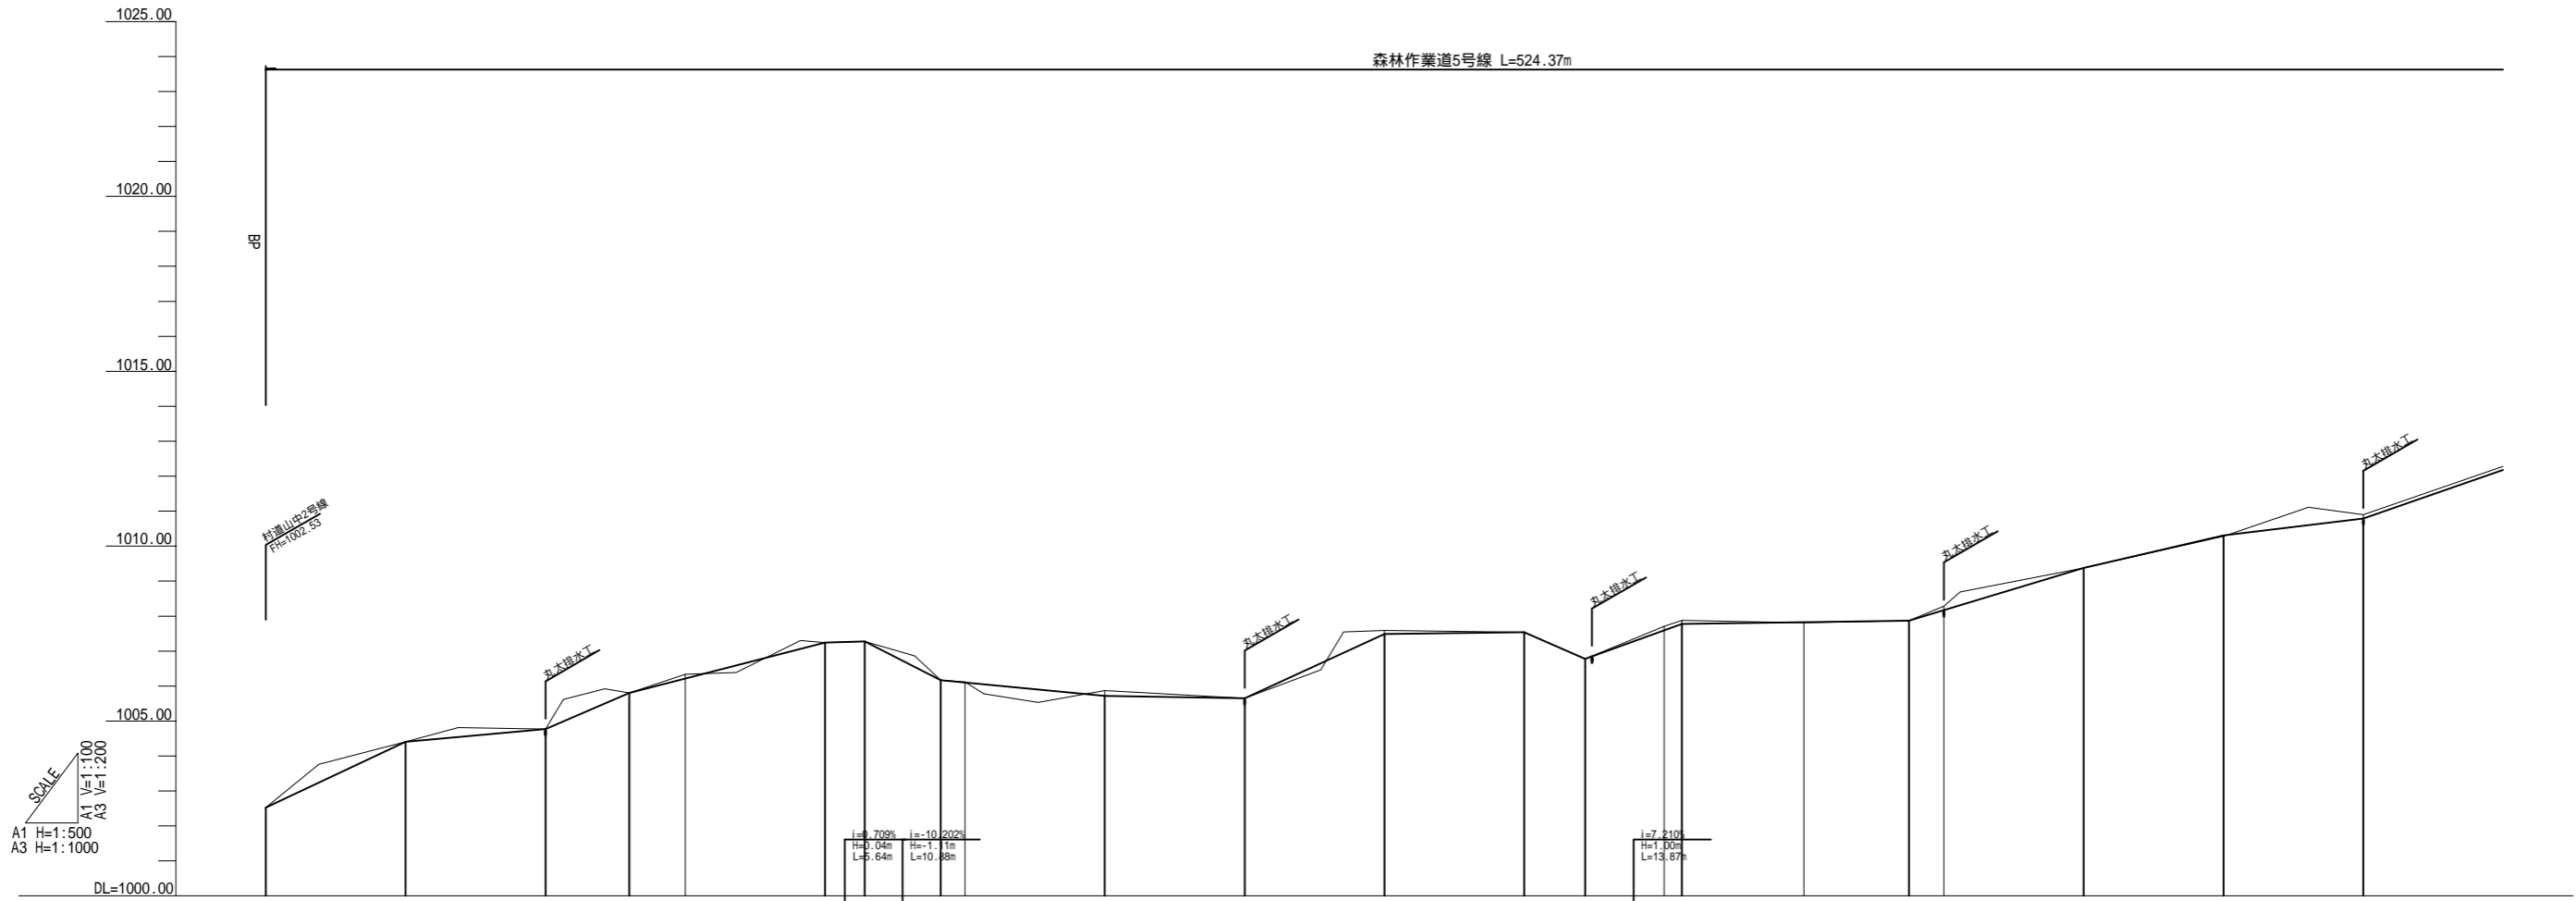 1025.00
森林作業道5号線 L=524.37m
1020.00
BP
1015.00
丸太排水工
村道山中2号線
FH=1002.53
1010.00
丸太排水工
丸太排水工
丸太排水工
丸太排水工
1005.00
SCALE
A1 V=1:100
A3 V=1:200
A1 H=1:500
A3 H=1:1000
i=0.709%
H=0.04m
L=5.64m
i=-10.202%
H=-1.11m
L=10.88m
i=7.210%
H=1.00m
L=13.87m
DL=1000.00